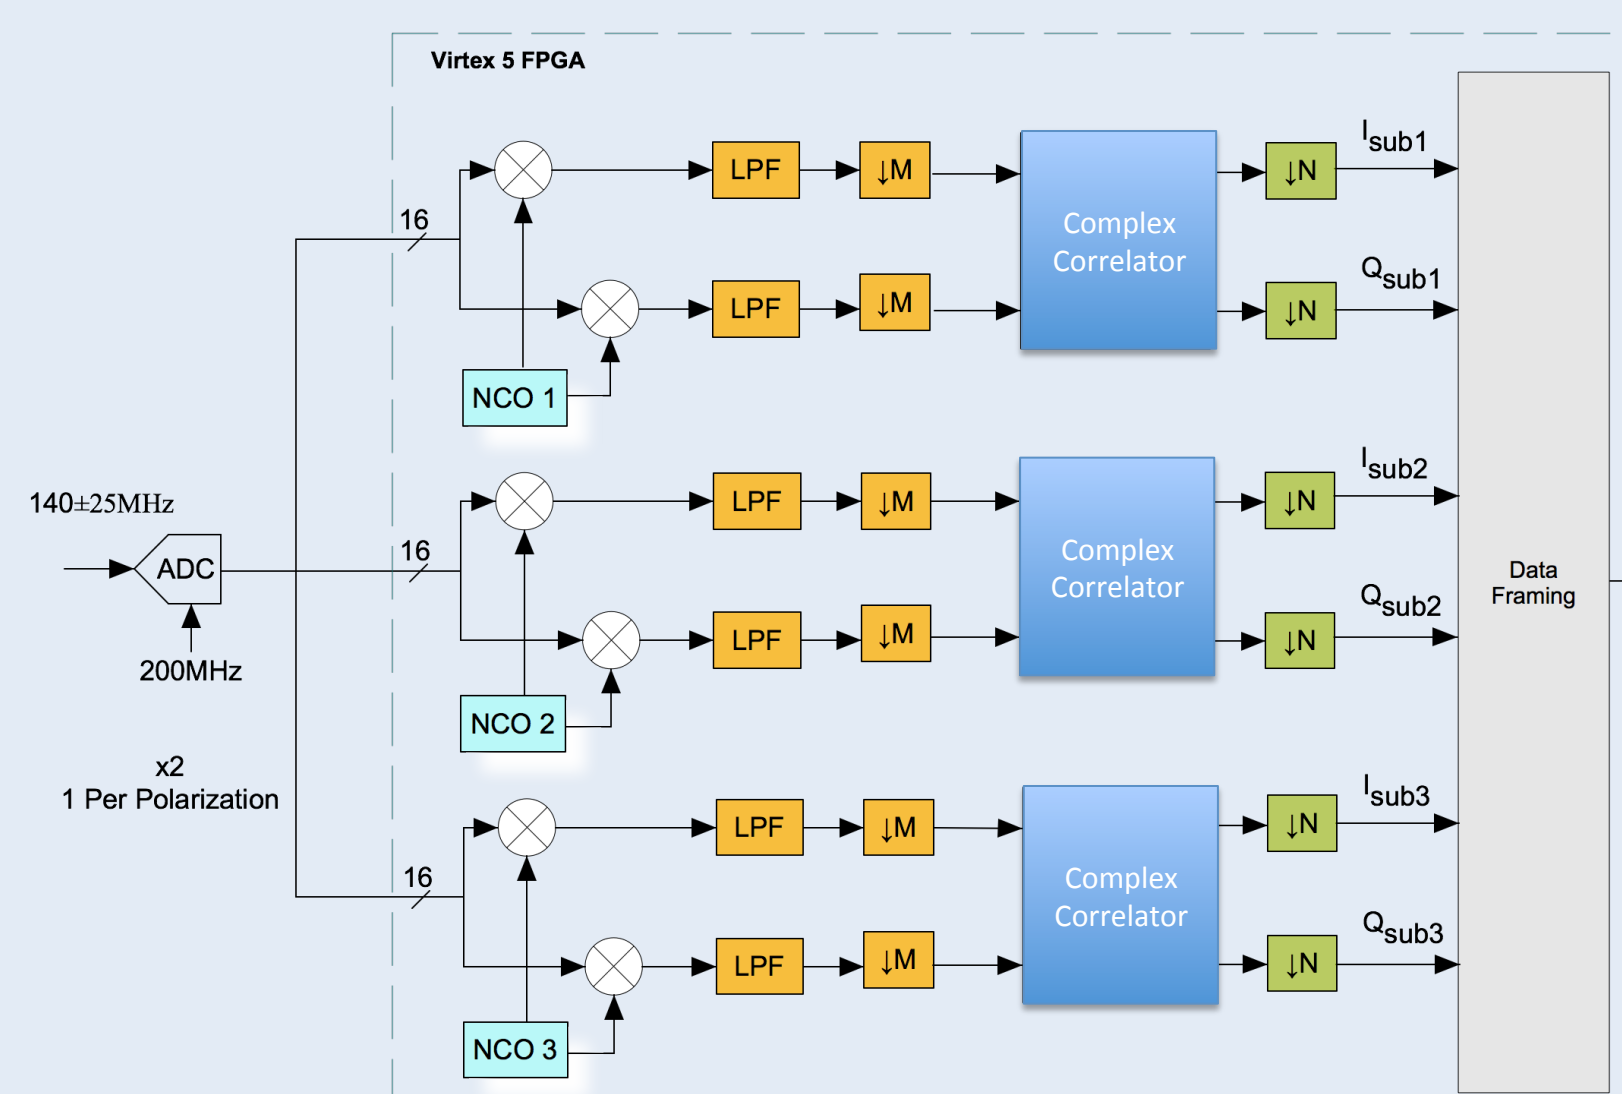 Virtex 5 FPGA
16
LPF
↓M
Complex
Correlator
↓N
Isub1
LPF
↓M
↓N
Qsub1
NCO 1
140±25MHz
ADC
200MHz
x2
1 Per Polarization
16
LPF
↓M
Complex
Correlator
↓N
Isub2
LPF
↓M
↓N
Qsub2
NCO 2
16
LPF
↓M
Complex
Correlator
↓N
Isub3
LPF
↓M
↓N
Qsub3
NCO 3
Data
Framing